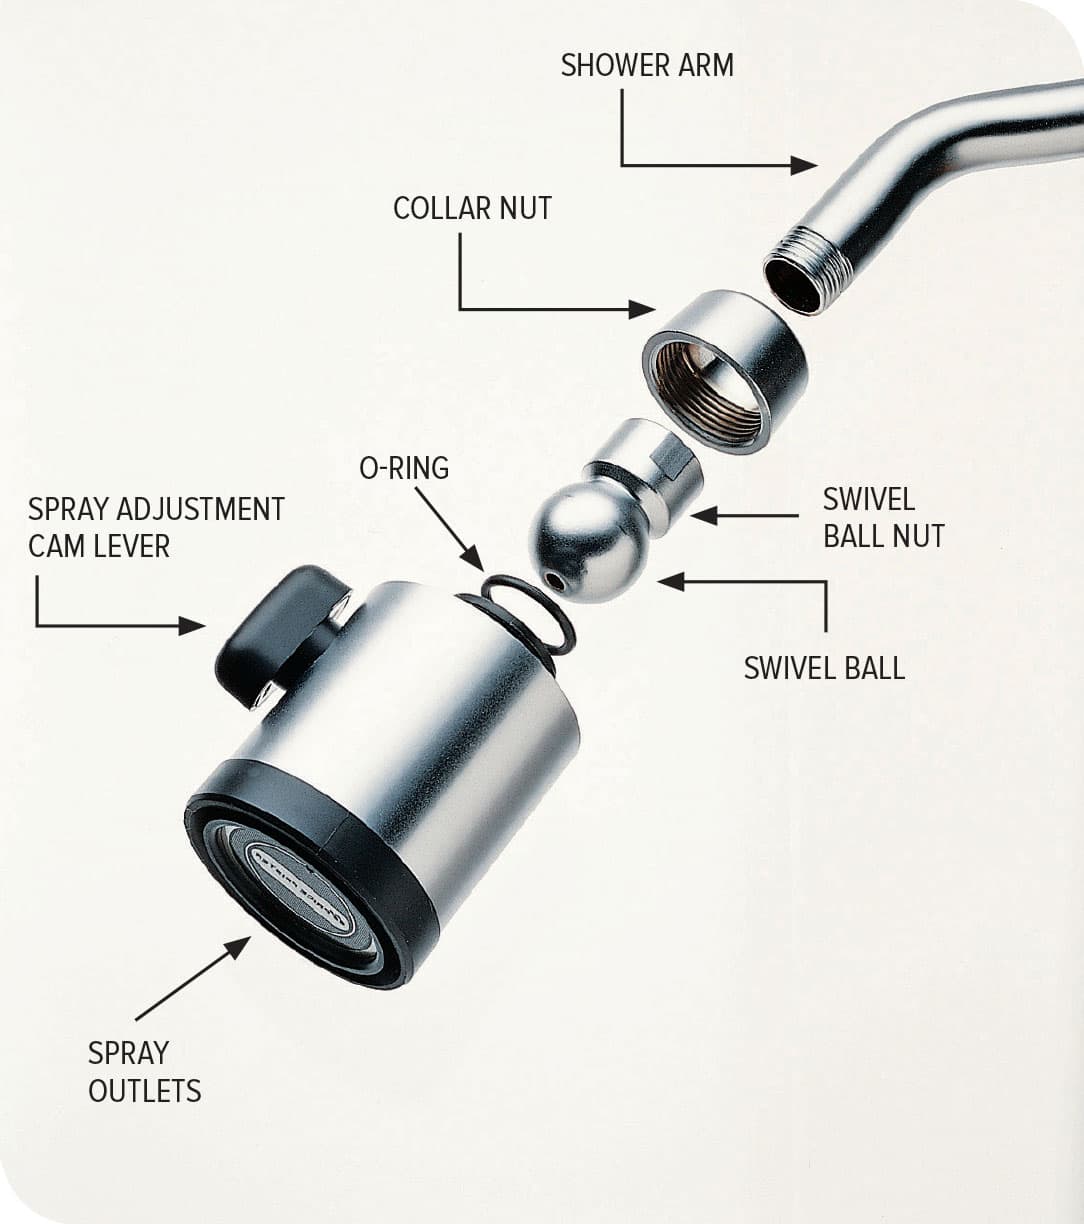 SHOWER ARM
COLLAR NUT
O-RING
SPRAY ADJUSTMENT
CAM LEVER
SWIVEL
BALL NUT
SWIVEL BALL
SPRAY
OUTLETS